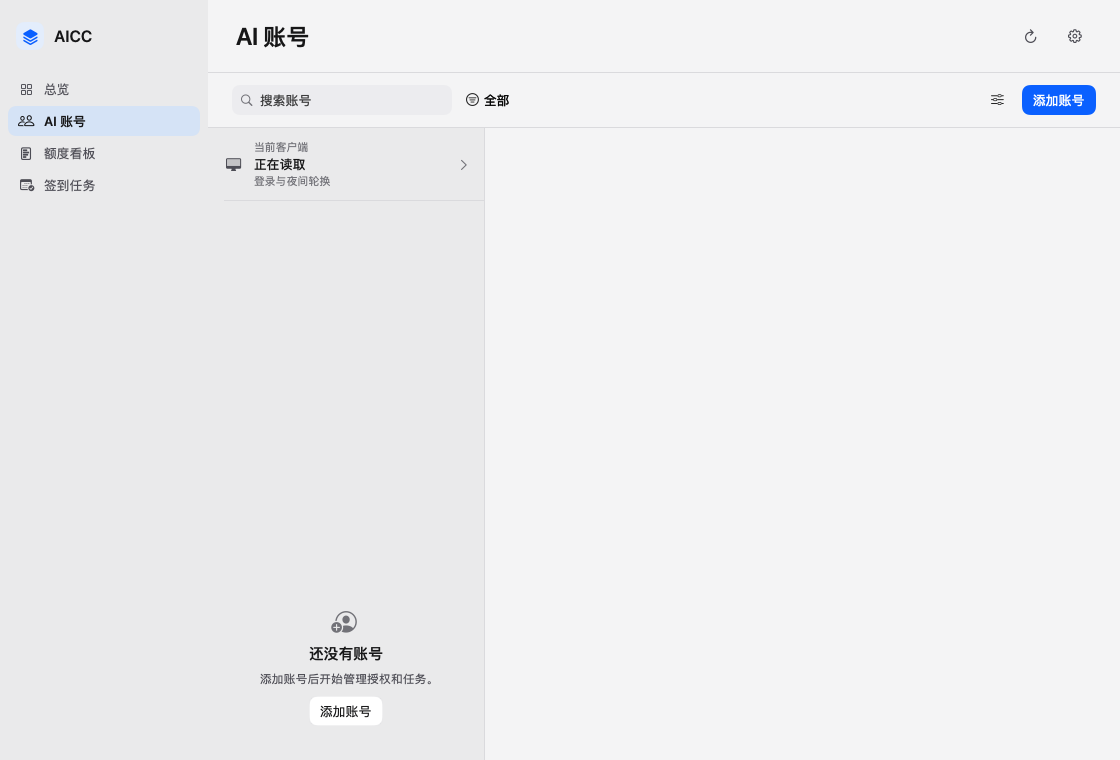 AICC
总览
AI 账号
额度看板
签到任务
AI 账号
搜索账号
全部
添加账号
当前客户端
正在读取
登录与夜间轮换
还没有账号
添加账号后开始管理授权和任务。
添加账号